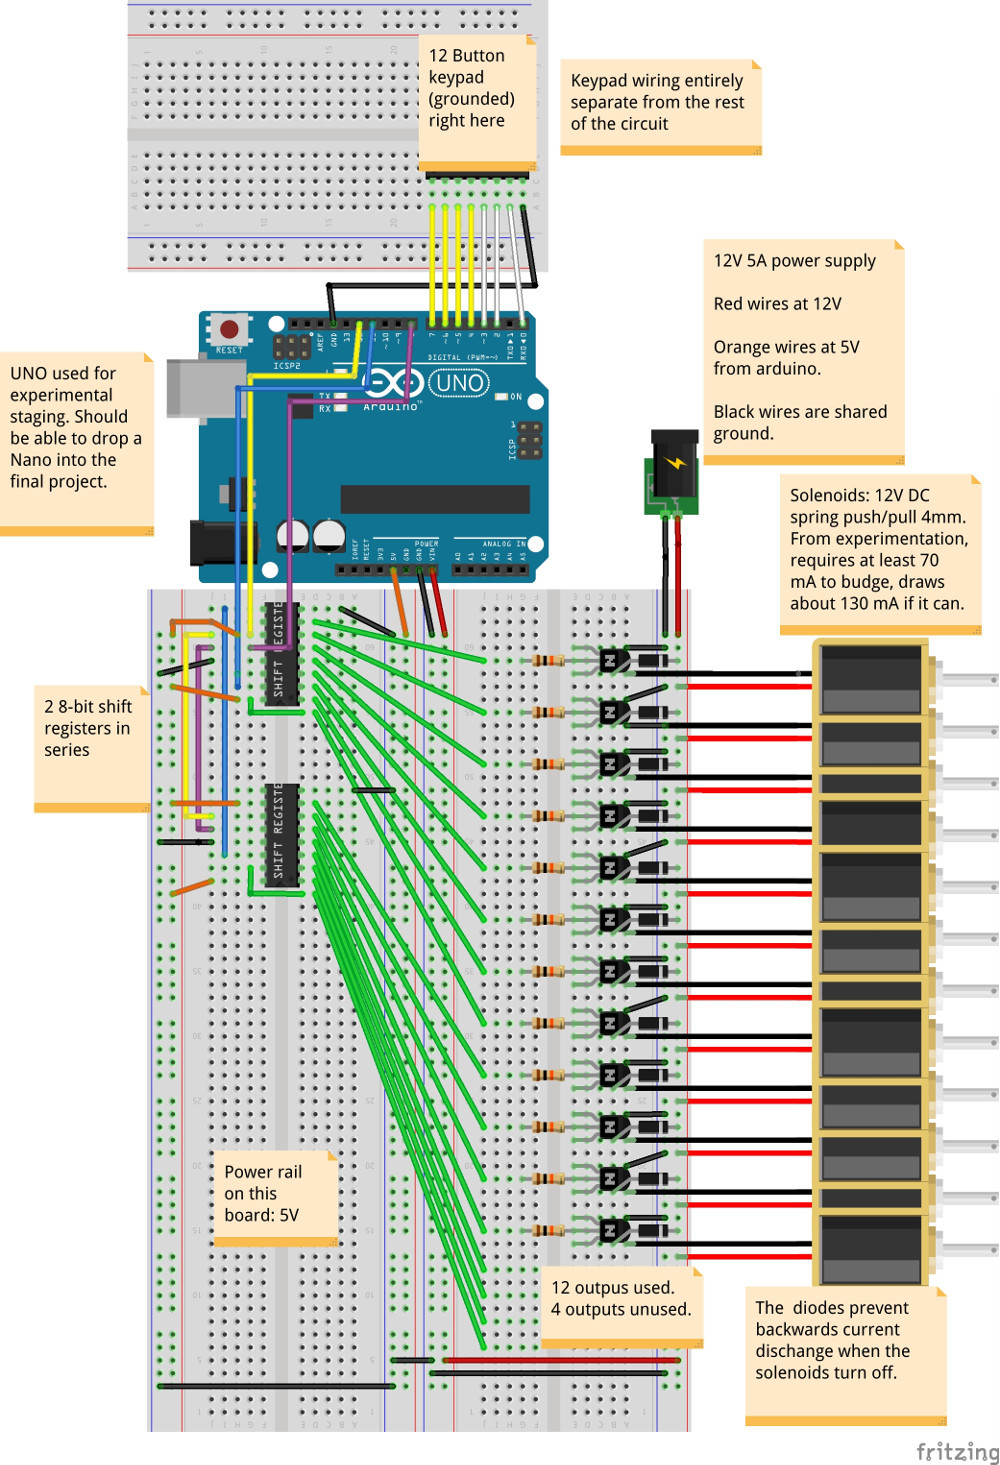 12 Button
keypad
(grounded)
right here
Keypad wiring entirely
separate from the rest
of the circuit
12V 5A power supply
Red wires at 12V
Orange wires at 5V
from arduino.
Black wires are shared
ground.
UNO used for
experimental
staging. Should
be able to drop a
Nano into the
final project.
RESET
ICSP2
AREF
GND
13
~10
~9
7
~6
~5
4
~3
2
TXD▶1
RXD◀0
DIGITAL (PWM=~)
L
TX
RX
UNO
Arduino™
ON
1
ICSP
IOREF
RESET
3V3
5V
GND
GND
VIN
POWER
ANALOG IN
A0
A1
A2
A3
A4
A5
Solenoids: 12V DC
spring push/pull 4mm.
From experimentation,
requires at least 70
mA to budge, draws
about 130 mA if it can.
SHIFT REGISTE
2 8-bit shift
registers in
series
SHIFT REGISTE
Power rail
on this
board: 5V
12 outpus used.
4 outputs unused.
The diodes prevent
backwards current
discharge when the
solenoids turn off.
fritzing